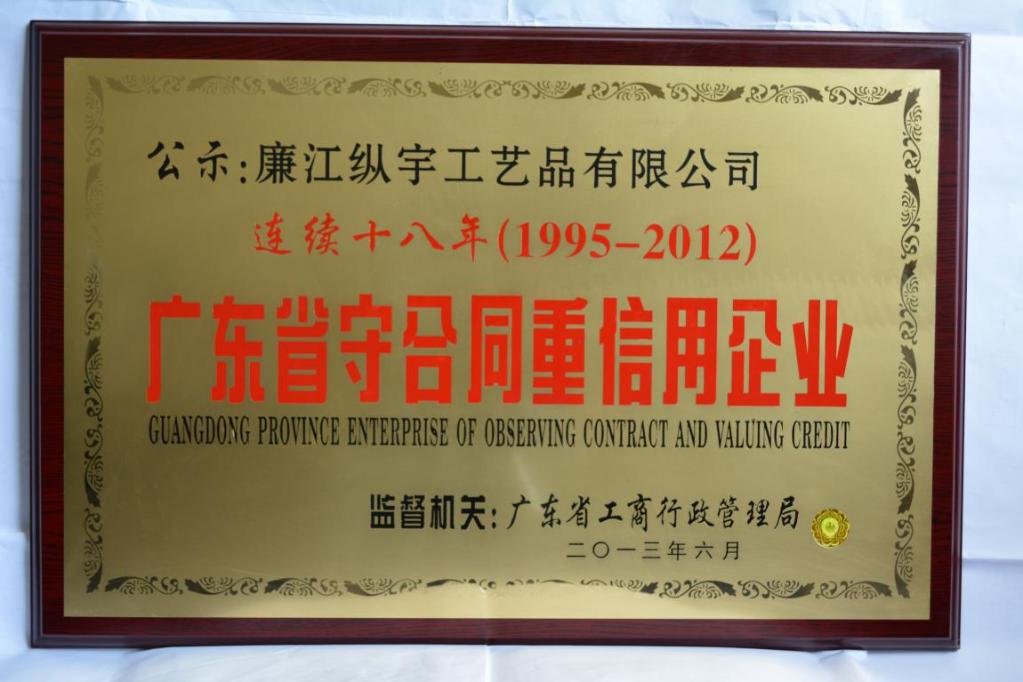 公示:廉江纵宇工艺品有限公司
连续十八年(1995-2012)
广东省守合同重信用企业
GUANGDONG PROVINCE ENTERPRISE OF OBSERVING CONTRACT AND VALUING CREDIT
监督机关:广东省工商行政管理局
二〇一三年六月